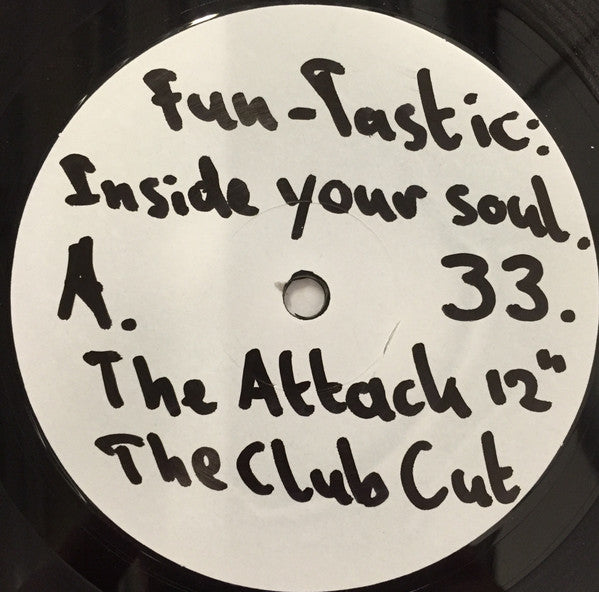 Fun-Tastic:
Inside your soul.
A. 33.
The Attack 12"
The Club Cut